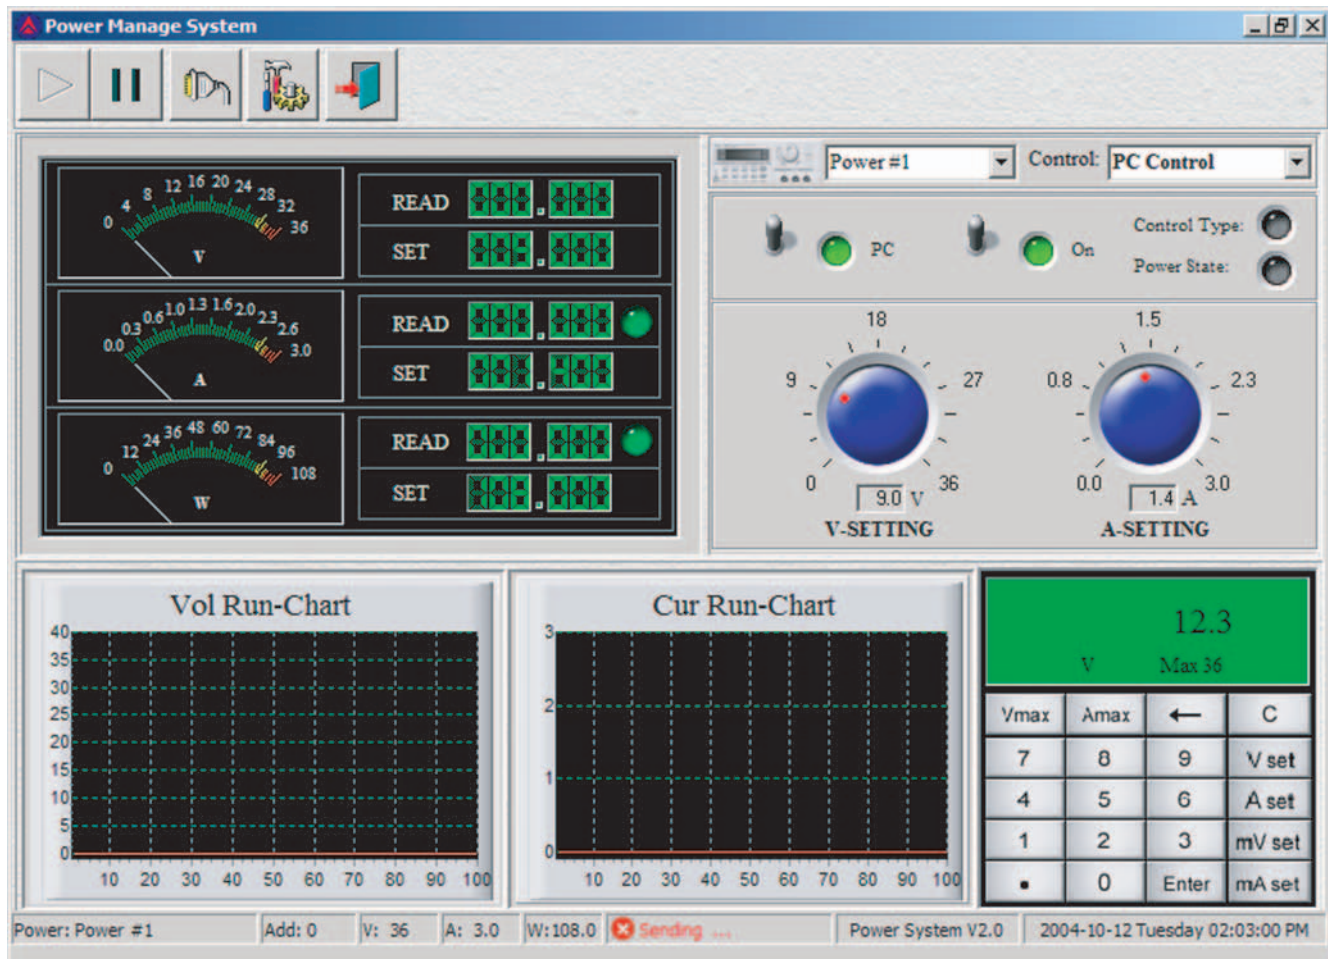 Power Manage System
Power #1 Control: PC Control
0 4 8 12 16 20 24 28 32 36
V
READ
SET
PC On Control Type:
Power State:
0.0 0.3 0.6 1.0 1.3 1.6 2.0 2.3 2.6 3.0
A
READ
SET
0 12 24 36 48 60 72 84 96 108
W
READ
SET
0 9 18 27 36
9.0 V
V-SETTING
0.0 0.8 1.5 2.3 3.0
1.4 A
A-SETTING
Vol Run-Chart
40
35
30
25
20
15
10
5
0
10 20 30 40 50 60 70 80 90 100
Cur Run-Chart
3
2
1
0
10 20 30 40 50 60 70 80 90 100
12.3
V Max 36
Vmax Amax ← C
7 8 9 V set
4 5 6 A set
1 2 3 mV set
. 0 Enter mA set
Power: Power #1 Add: 0 V: 36 A: 3.0 W:108.0 Sending ... Power System V2.0 2004-10-12 Tuesday 02:03:00 PM